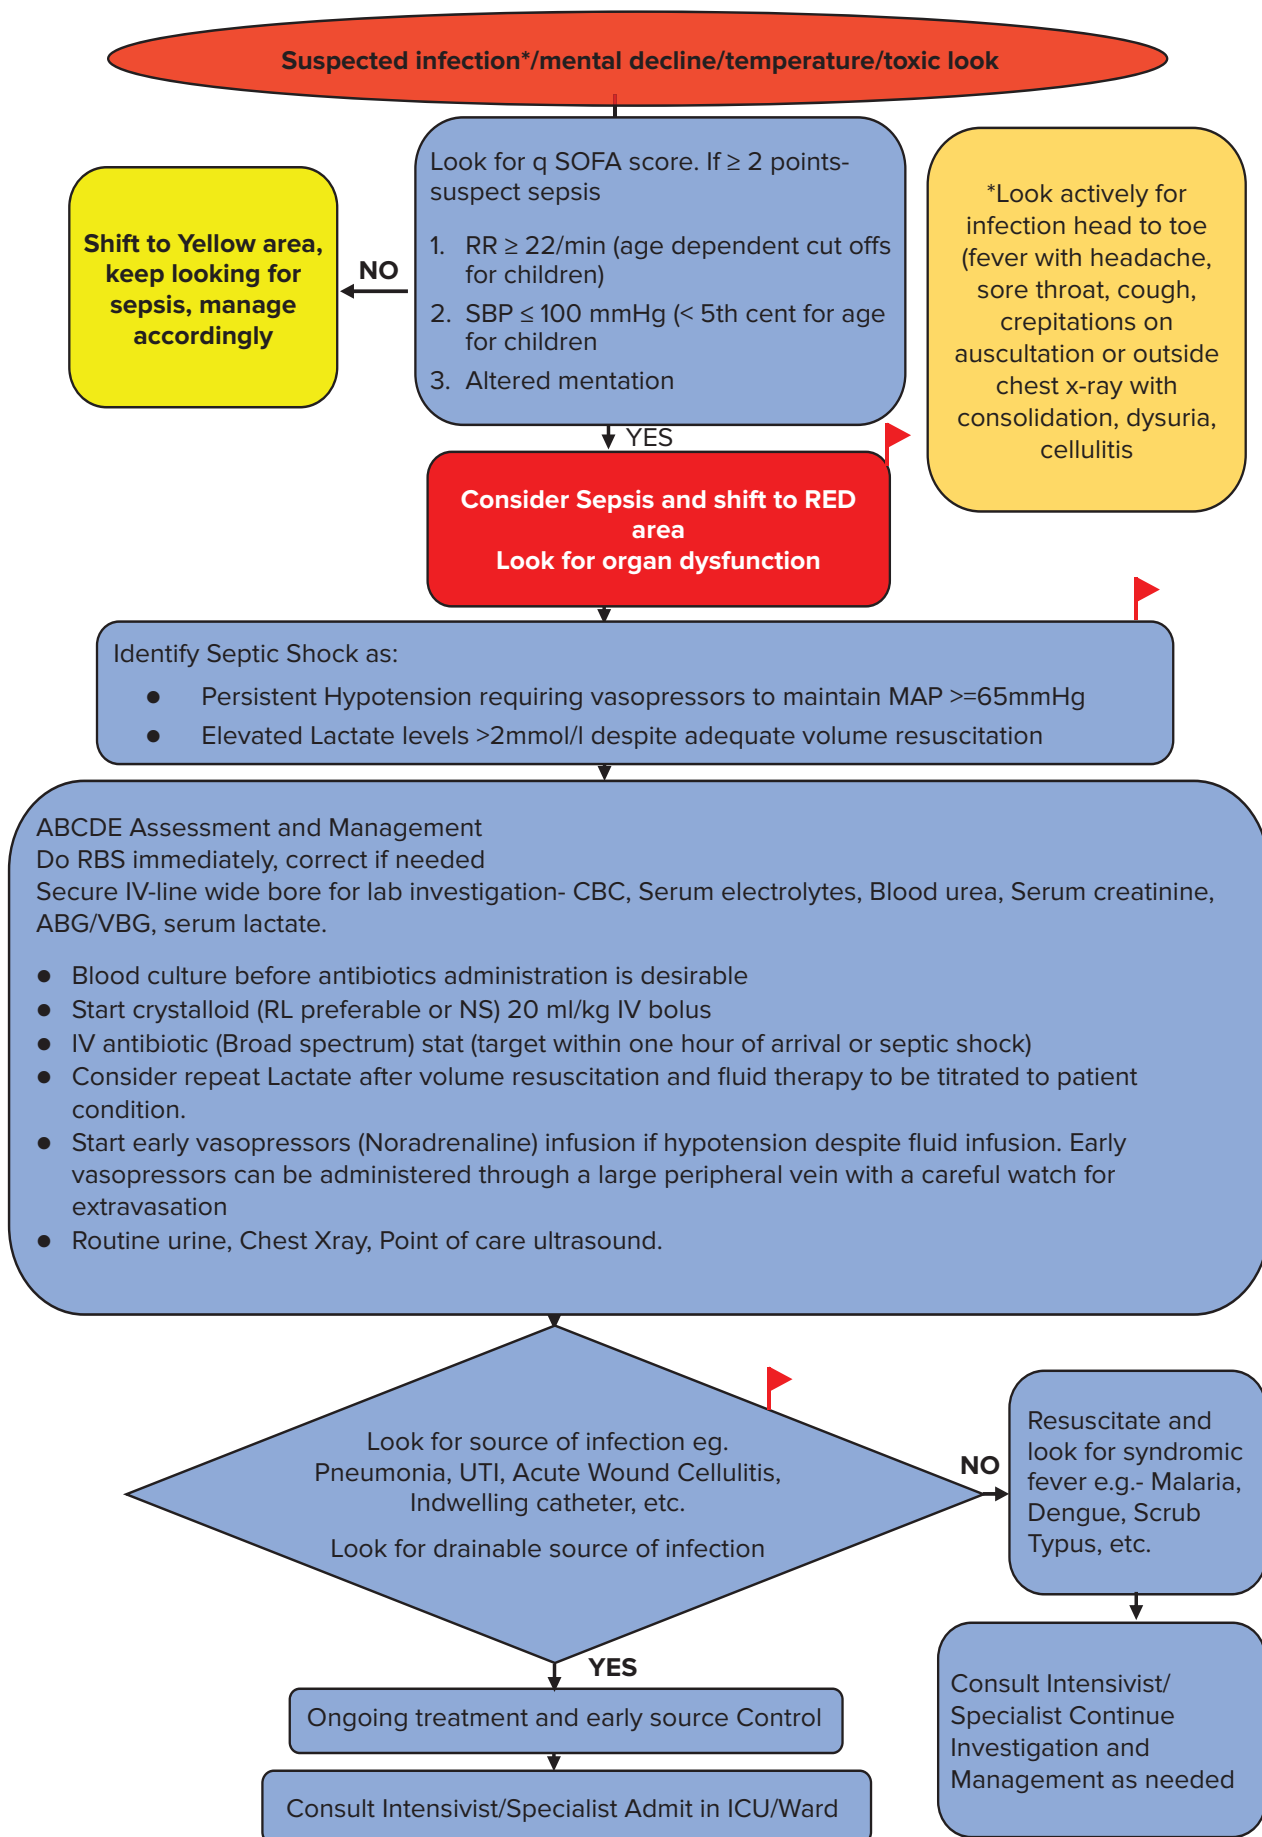 Suspected infection*/mental decline/temperature/toxic look
Look for q SOFA score. If ≥ 2 points-
suspect sepsis
1. RR ≥ 22/min (age dependent cut offs
for children)
2. SBP ≤ 100 mmHg (< 5th cent for age
for children
3. Altered mentation
NO
Shift to Yellow area,
keep looking for
sepsis, manage
accordingly
*Look actively for
infection head to toe
(fever with headache,
sore throat, cough,
crepitations on
auscultation or outside
chest x-ray with
consolidation, dysuria,
cellulitis
YES
Consider Sepsis and shift to RED
area
Look for organ dysfunction
Identify Septic Shock as:
● Persistent Hypotension requiring vasopressors to maintain MAP >=65mmHg
● Elevated Lactate levels >2mmol/l despite adequate volume resuscitation
ABCDE Assessment and Management
Do RBS immediately, correct if needed
Secure IV-line wide bore for lab investigation- CBC, Serum electrolytes, Blood urea, Serum creatinine,
ABG/VBG, serum lactate.
● Blood culture before antibiotics administration is desirable
● Start crystalloid (RL preferable or NS) 20 ml/kg IV bolus
● IV antibiotic (Broad spectrum) stat (target within one hour of arrival or septic shock)
● Consider repeat Lactate after volume resuscitation and fluid therapy to be titrated to patient
condition.
● Start early vasopressors (Noradrenaline) infusion if hypotension despite fluid infusion. Early
vasopressors can be administered through a large peripheral vein with a careful watch for
extravasation
● Routine urine, Chest Xray, Point of care ultrasound.
Look for source of infection eg.
Pneumonia, UTI, Acute Wound Cellulitis,
Indwelling catheter, etc.
Look for drainable source of infection
NO
Resuscitate and
look for syndromic
fever e.g.- Malaria,
Dengue, Scrub
Typus, etc.
Consult Intensivist/
Specialist Continue
Investigation and
Management as needed
YES
Ongoing treatment and early source Control
Consult Intensivist/Specialist Admit in ICU/Ward